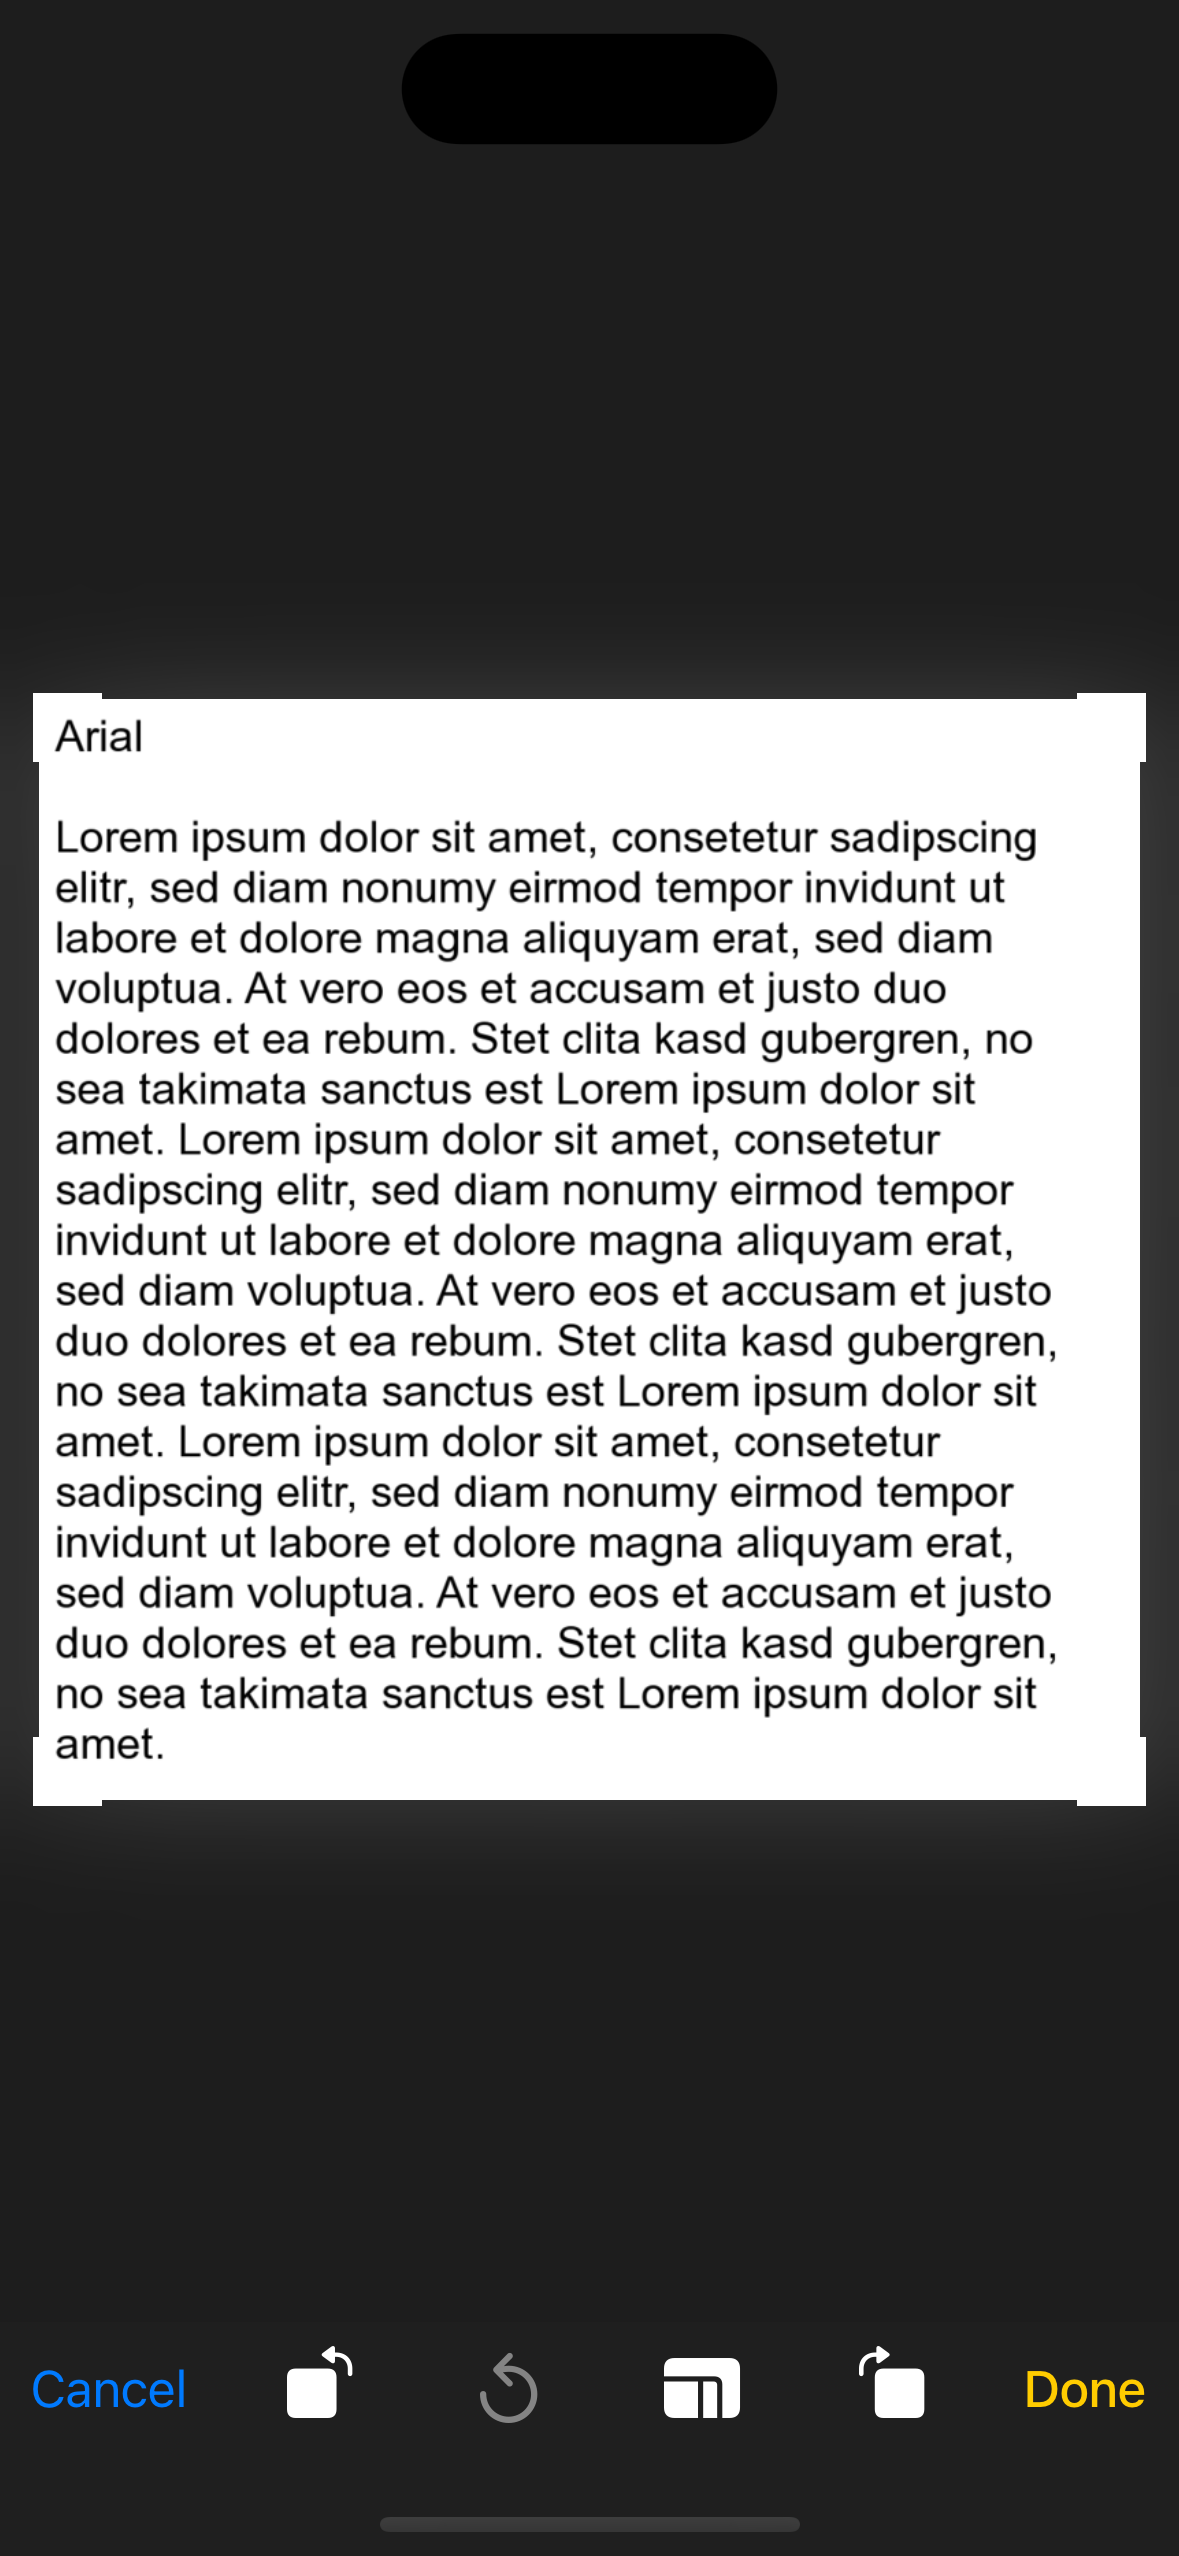 Arial
Lorem ipsum dolor sit amet, consetetur sadipscing
elitr, sed diam nonumy eirmod tempor invidunt ut
labore et dolore magna aliquyam erat, sed diam
voluptua. At vero eos et accusam et justo duo
dolores et ea rebum. Stet clita kasd gubergren, no
sea takimata sanctus est Lorem ipsum dolor sit
amet. Lorem ipsum dolor sit amet, consetetur
sadipscing elitr, sed diam nonumy eirmod tempor
invidunt ut labore et dolore magna aliquyam erat,
sed diam voluptua. At vero eos et accusam et justo
duo dolores et ea rebum. Stet clita kasd gubergren,
no sea takimata sanctus est Lorem ipsum dolor sit
amet. Lorem ipsum dolor sit amet, consetetur
sadipscing elitr, sed diam nonumy eirmod tempor
invidunt ut labore et dolore magna aliquyam erat,
sed diam voluptua. At vero eos et accusam et justo
duo dolores et ea rebum. Stet clita kasd gubergren,
no sea takimata sanctus est Lorem ipsum dolor sit
amet.
Cancel Done